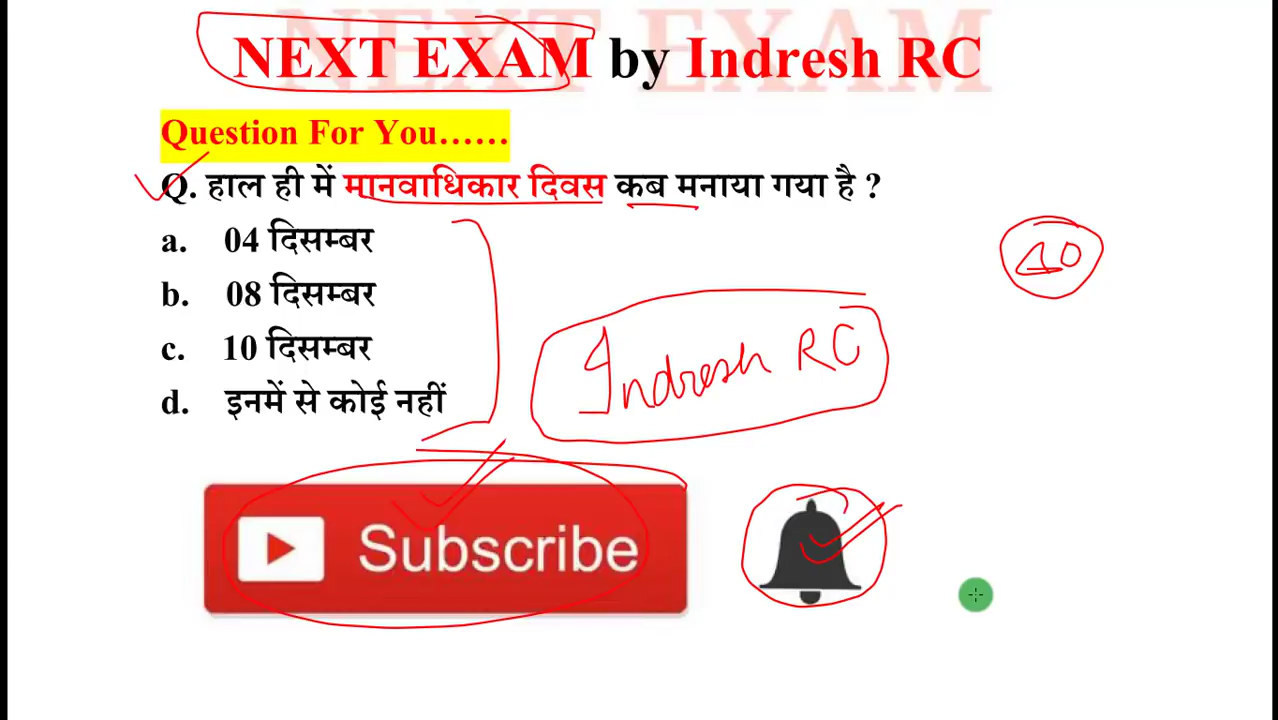 NEXT EXAM by Indresh RC
Question For You......
Q. हाल ही में मानवाधिकार दिवस कब मनाया गया है ?
a. 04 दिसम्बर
b. 08 दिसम्बर
c. 10 दिसम्बर
d. इनमें से कोई नहीं
10
Indresh RC
Subscribe